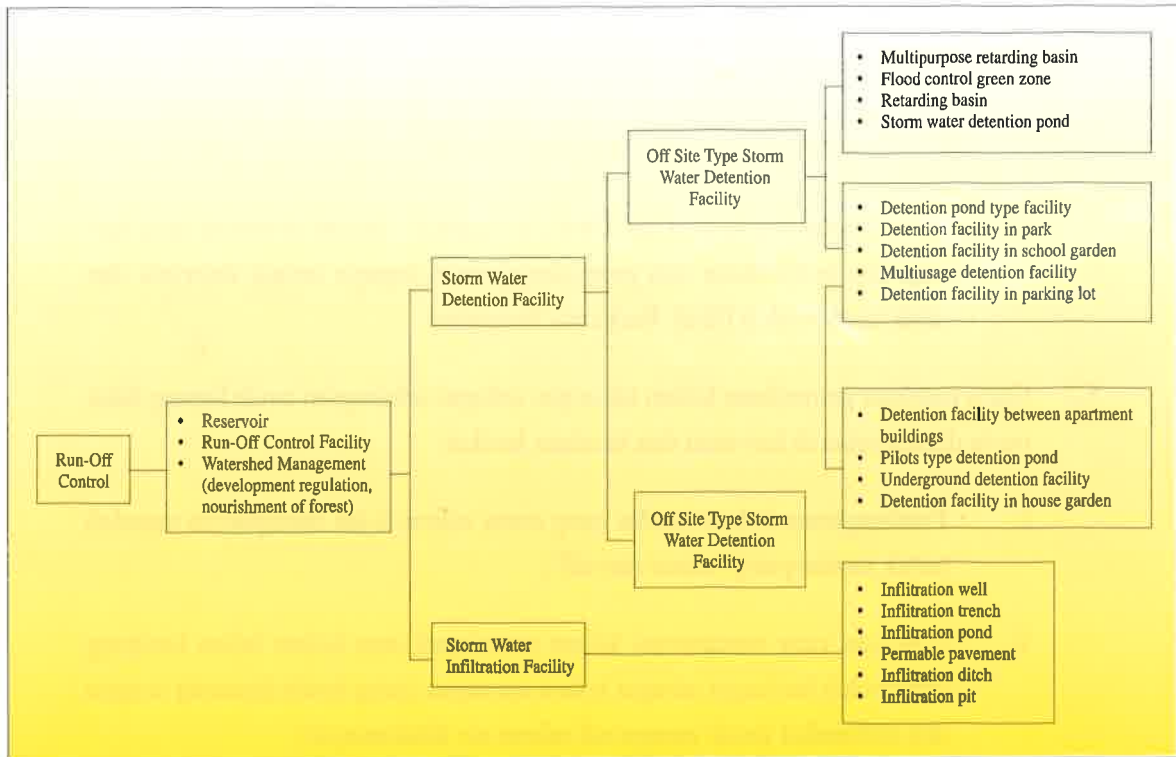 Run-Off
Control
• Reservoir
• Run-Off Control Facility
• Watershed Management
(development regulation,
nourishment of forest)
Storm Water
Detention Facility
Off Site Type Storm
Water Detention
Facility
• Multipurpose retarding basin
• Flood control green zone
• Retarding basin
• Storm water detention pond
• Detention pond type facility
• Detention facility in park
• Detention facility in school garden
• Multiusage detention facility
• Detention facility in parking lot
Off Site Type Storm
Water Detention
Facility
• Detention facility between apartment
buildings
• Pilots type detention pond
• Underground detention facility
• Detention facility in house garden
Storm Water
Infiltration Facility
• Inflitration well
• Inflitration trench
• Inflitration pond
• Permable pavement
• Inflitration ditch
• Inflitration pit